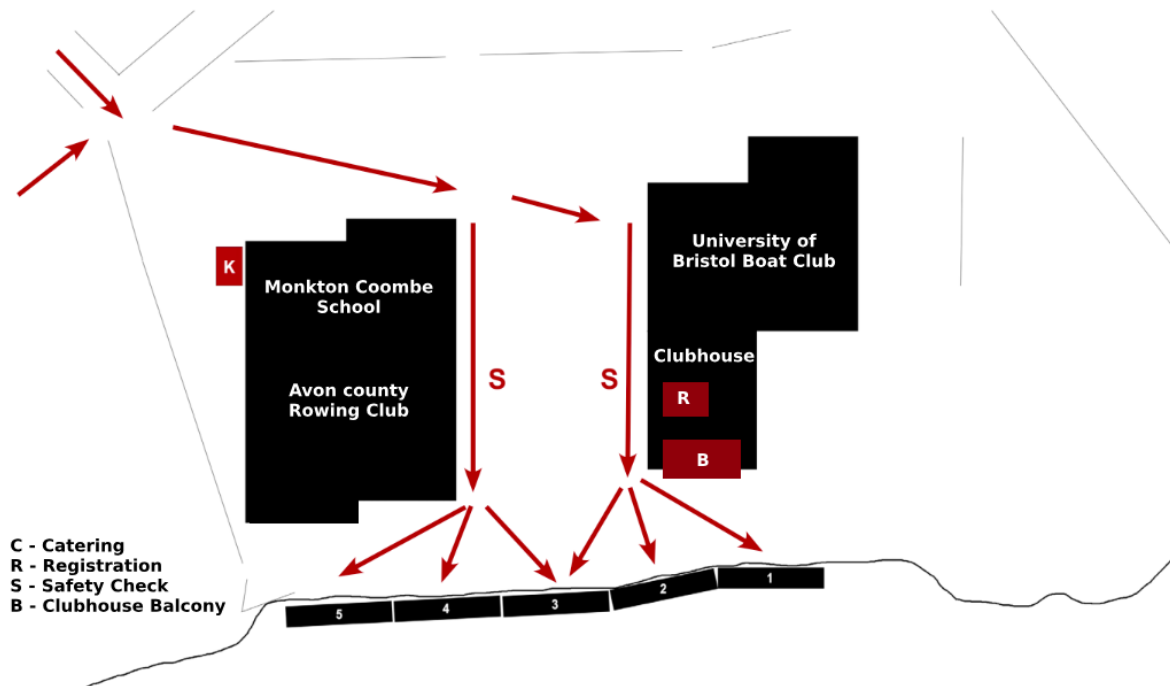 University of
Bristol Boat Club
K
Monkton Coombe
School
Clubhouse
S
S
Avon county
Rowing Club
R
B
C - Catering
R - Registration
S - Safety Check
B - Clubhouse Balcony
1
2
3
4
5